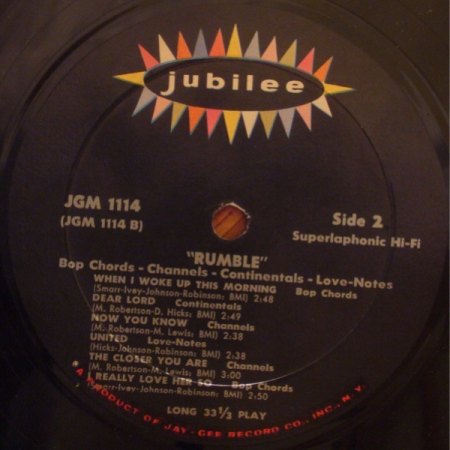 jubilee
JGM 1114
(JGM 1114 B)
Side 2
Superlaphonic Hi-Fi
"RUMBLE"
Bop Chords - Channels - Continentals - Love-Notes
WHEN I WOKE UP THIS MORNING Bop Chords
(Smarr-Ivey-Johnson-Robinson: BMI) 2:48
DEAR LORD Continentals
(M. Robertson-D. Hicks: BMI) 2:49
NOW YOU KNOW Channels
(M. Robertson-M. Lewis: BMI) 2:38
UNITED Love-Notes
(Hicks-Johnson-Robinson: BMI) 2:38
THE CLOSER YOU ARE Channels
(M. Robertson-M. Lewis: BMI) 3:00
I REALLY LOVE HER SO Bop Chords
(Smarr-Ivey-Johnson-Robinson: BMI) 2:50
LONG 33⅓ PLAY
A PRODUCT OF JAY - GEE RECORD CO., INC., N. Y.